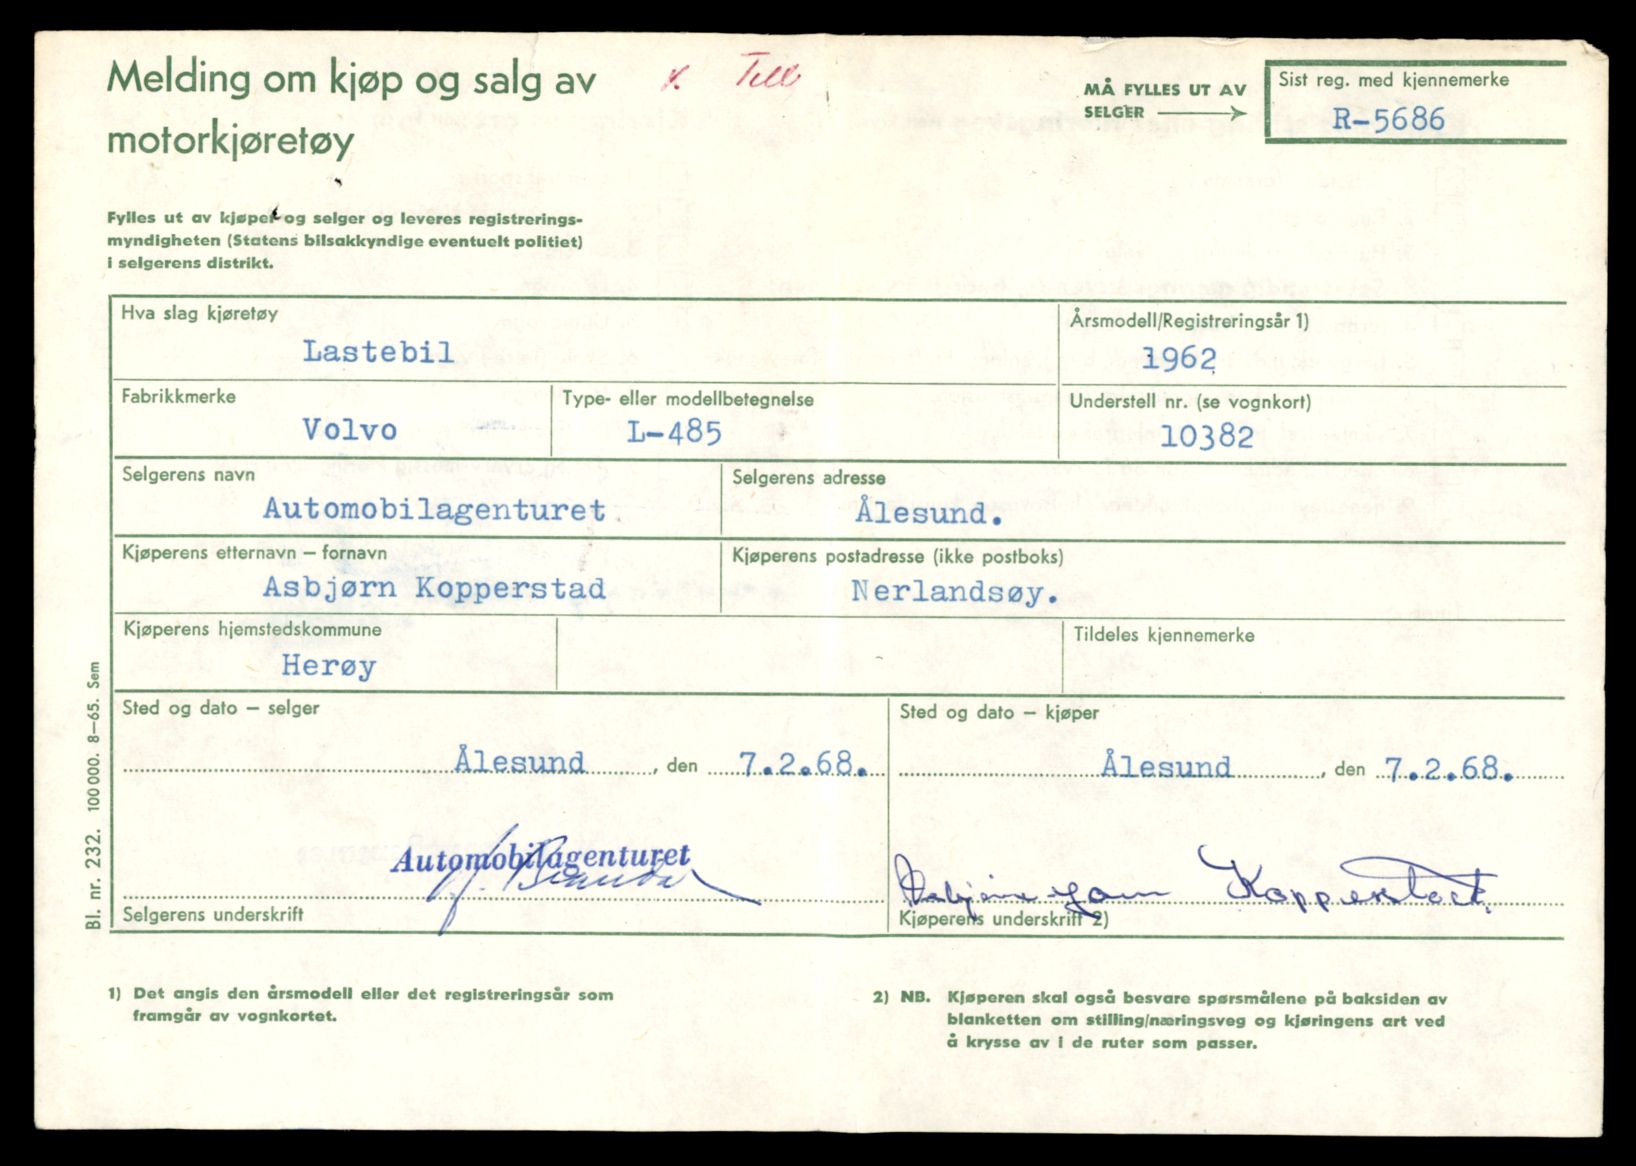 Melding om kjøp og salg av
motorkjøretøy
MÅ FYLLES UT AV
SELGER
Sist reg. med kjennemerke
R-5686
Fylles ut av kjøper og selger og leveres registrerings-
myndigheten (Statens bilsakkyndige eventuelt politiet)
i selgerens distrikt.
Hva slag kjøretøy
Lastebil
Årsmodell/Registreringsår 1)
1962
Fabrikkmerke
Volvo
Type- eller modellbetegnelse
L-485
Understell nr. (se vognkort)
10382
Selgerens navn
Automobilagenturet
Selgerens adresse
Ålesund.
Kjøperens etternavn – fornavn
Asbjørn Kopperstad
Kjøperens postadresse (ikke postboks)
Nerlandsøy.
Kjøperens hjemstedskommune
Herøy
Tildeles kjennemerke
Sted og dato – selger
Ålesund, den 7.2.68.
Sted og dato – kjøper
Ålesund, den 7.2.68.
Automobilagenturet
Selgerens underskrift
Kopperstad
Kjøperens underskrift 2)
Bl. nr. 232. 100 000. 8–65. Sem
1) Det angis den årsmodell eller det registreringsår som
framgår av vognkortet.
2) NB. Kjøperen skal også besvare spørsmålene på baksiden av
blanketten om stilling/næringsveg og kjøringens art ved
å krysse av i de ruter som passer.